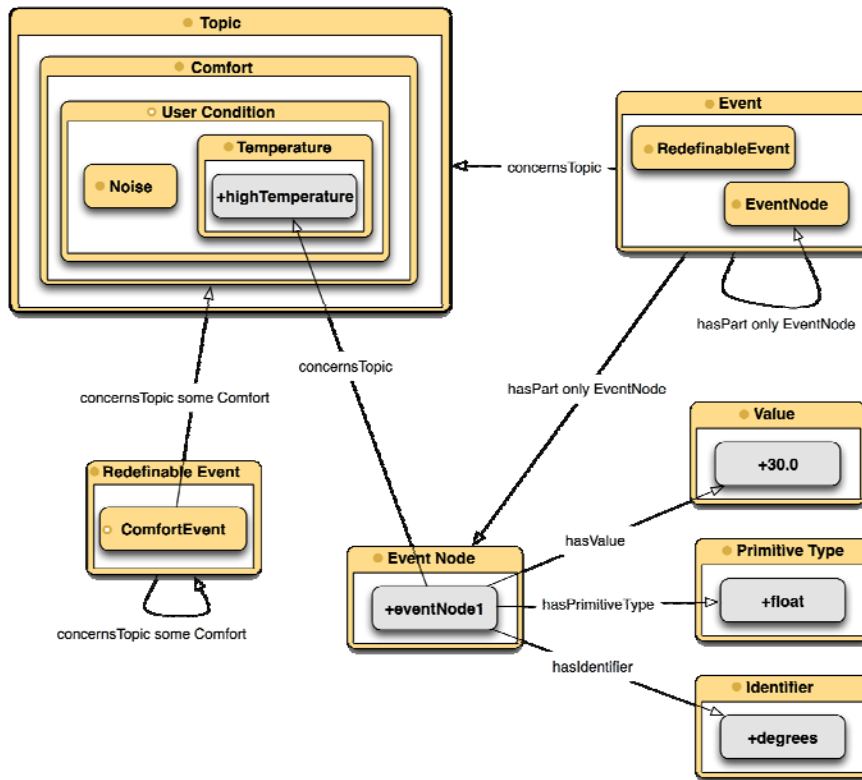 Topic
Comfort
User Condition
Temperature
Noise
+highTemperature
Event
RedefinableEvent
EventNode
concernsTopic
hasPart only EventNode
concernsTopic
hasPart only EventNode
concernsTopic some Comfort
Redefinable Event
ComfortEvent
concernsTopic some Comfort
Event Node
+eventNode1
hasValue
hasPrimitiveType
hasIdentifier
Value
+30.0
Primitive Type
+float
Identifier
+degrees